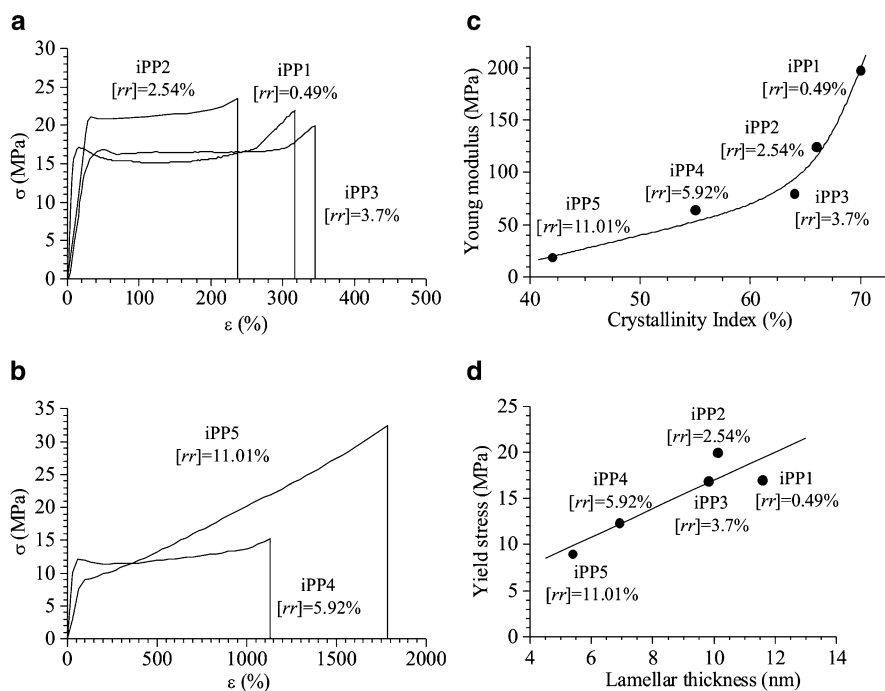 a
30
25
20
15
10
5
0
σ (MPa)
iPP2
[rr]=2.54%
iPP1
[rr]=0.49%
iPP3
[rr]=3.7%
0 100 200 300 400 500
ε (%)
c
200
150
100
50
0
Young modulus (MPa)
iPP1
[rr]=0.49%
iPP2
[rr]=2.54%
iPP4
[rr]=5.92%
iPP3
[rr]=3.7%
iPP5
[rr]=11.01%
40 50 60 70
Crystallinity Index (%)
b
35
30
25
20
15
10
5
0
σ (MPa)
iPP5
[rr]=11.01%
iPP4
[rr]=5.92%
0 500 1000 1500 2000
ε (%)
d
25
20
15
10
5
0
Yield stress (MPa)
iPP2
[rr]=2.54%
iPP4
[rr]=5.92%
iPP1
[rr]=0.49%
iPP3
[rr]=3.7%
iPP5
[rr]=11.01%
4 6 8 10 12 14
Lamellar thickness (nm)